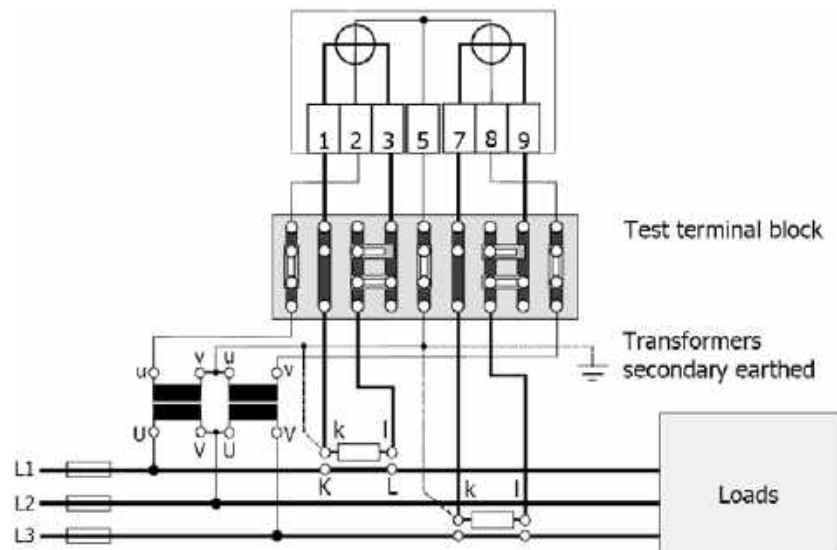 1 2 3 5 7 8 9
Test terminal block
Transformers
secondary earthed
u v u v
U V U V
k l
K L
k l
L1
L2
L3
Loads